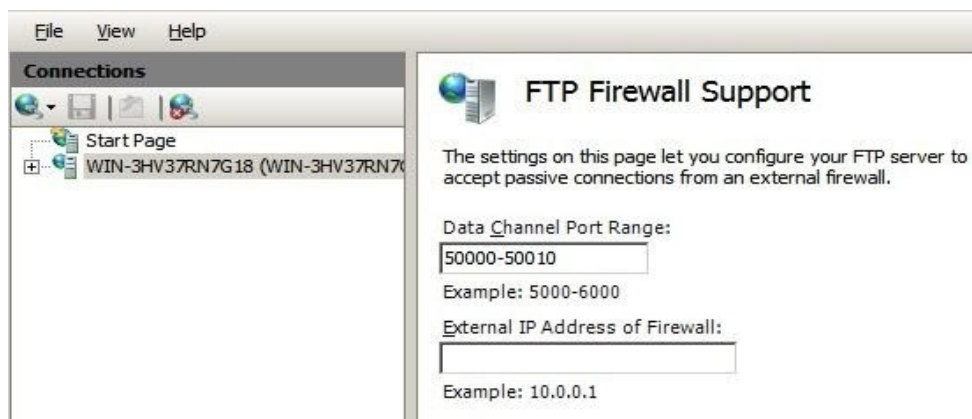 File View Help
Connections
Start Page
WIN-3HV37RN7G18 (WIN-3HV37RN7
FTP Firewall Support
The settings on this page let you configure your FTP server to
accept passive connections from an external firewall.
Data Channel Port Range:
50000-50010
Example: 5000-6000
External IP Address of Firewall:
Example: 10.0.0.1